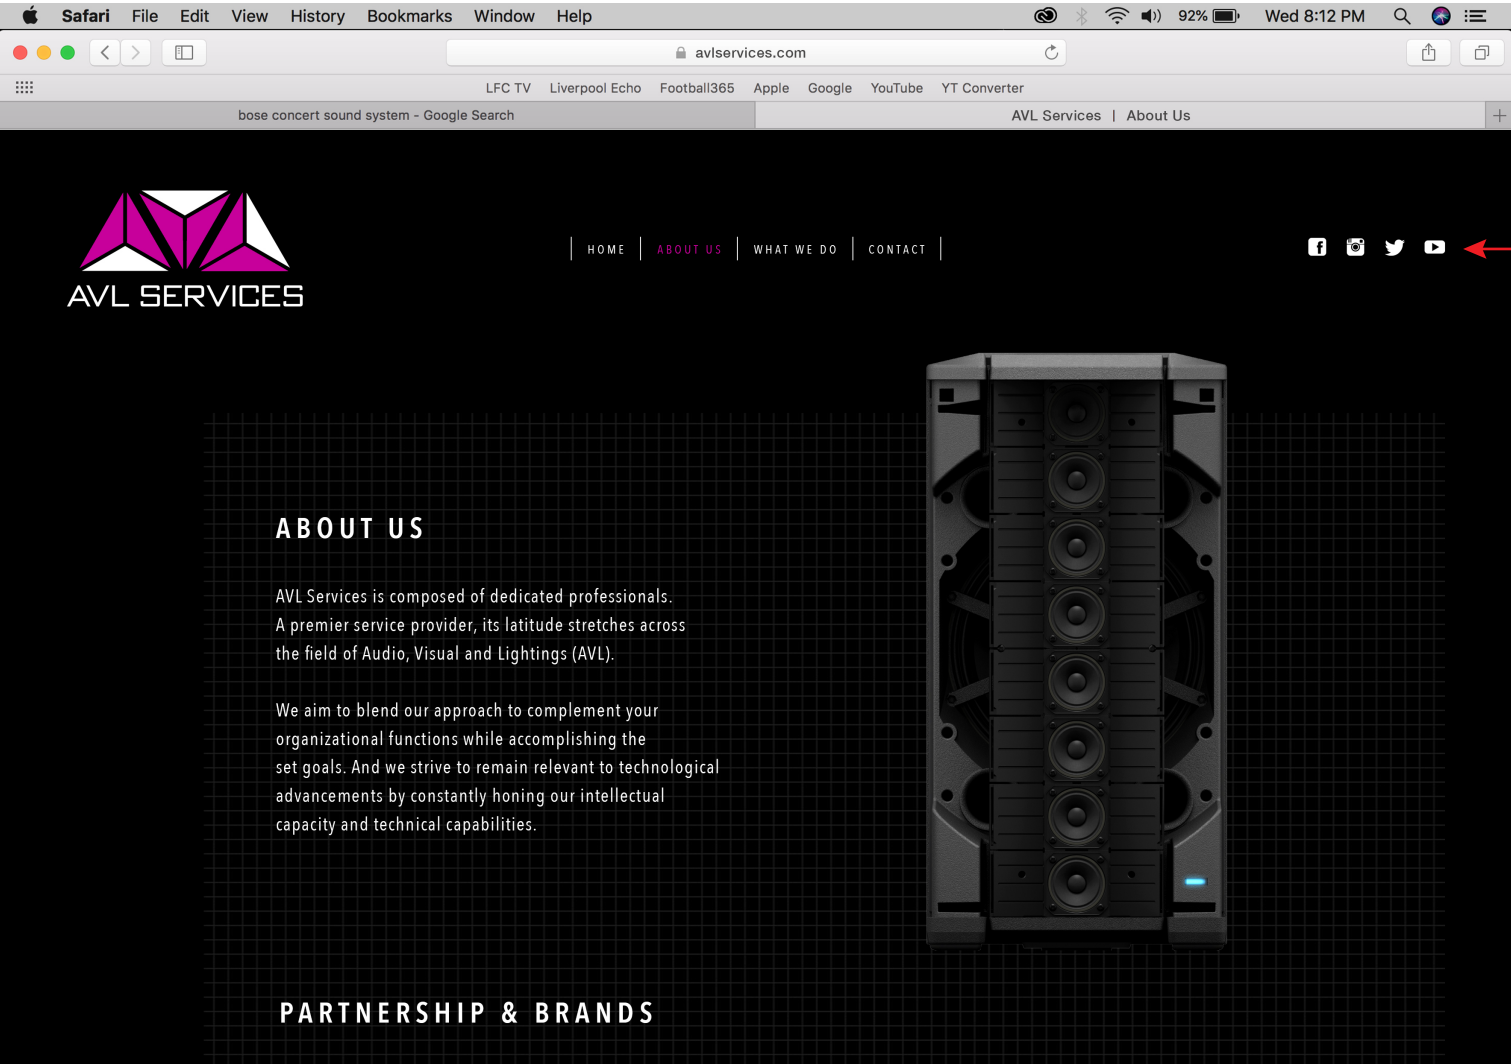 Safari File Edit View History Bookmarks Window Help 92% Wed 8:12 PM
avlservices.com
LFC TV Liverpool Echo Football365 Apple Google YouTube YT Converter
bose concert sound system - Google Search AVL Services | About Us
AVL SERVICES
HOME ABOUT US WHAT WE DO CONTACT
ABOUT US
AVL Services is composed of dedicated professionals.
A premier service provider, its latitude stretches across
the field of Audio, Visual and Lightings (AVL).
We aim to blend our approach to complement your
organizational functions while accomplishing the
set goals. And we strive to remain relevant to technological
advancements by constantly honing our intellectual
capacity and technical capabilities.
PARTNERSHIP & BRANDS